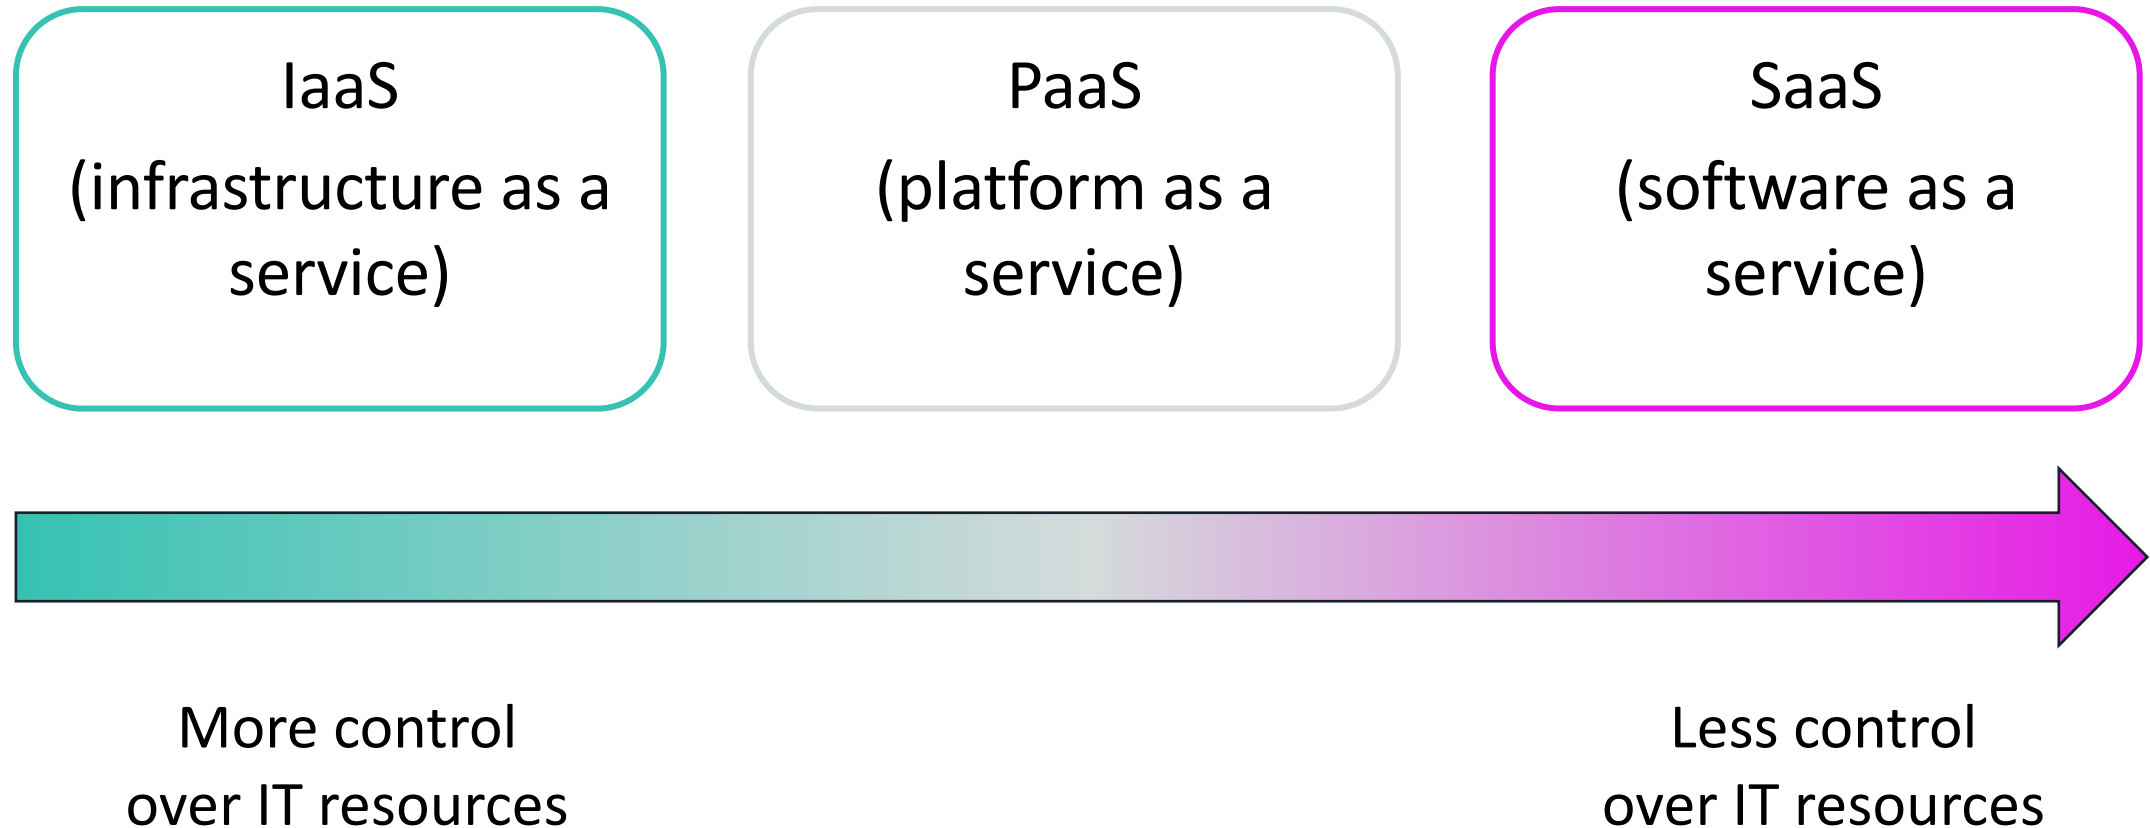 IaaS
(infrastructure as a
service)
PaaS
(platform as a
service)
SaaS
(software as a
service)
More control
over IT resources
Less control
over IT resources